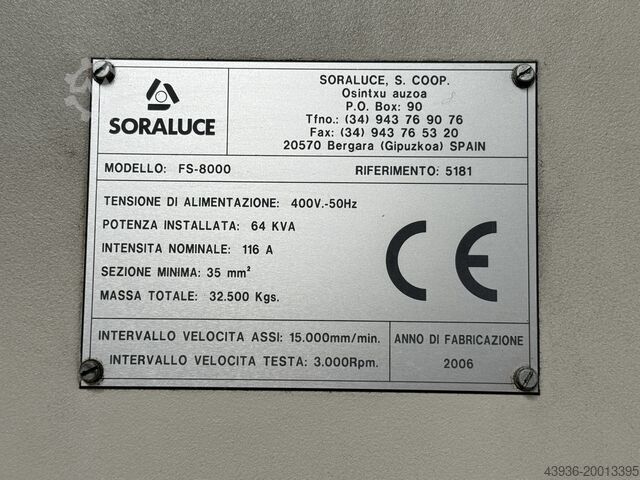 SORALUCE
SORALUCE, S. COOP.
Osintxu auzoa
P.O. Box: 90
Tfno.: (34) 943 76 90 76
Fax: (34) 943 76 53 20
20570 Bergara (Gipuzkoa) SPAIN
MODELLO: FS-8000
RIFERIMENTO: 5181
TENSIONE DI ALIMENTAZIONE: 400V.-50Hz
POTENZA INSTALLATA: 64 KVA
INTENSITA NOMINALE: 116 A
SEZIONE MINIMA: 35 mm²
MASSA TOTALE: 32.500 Kgs.
CE
INTERVALLO VELOCITA ASSI: 15.000mm/min.
INTERVALLO VELOCITA TESTA: 3.000Rpm.
ANNO DI FABRICAZIONE
2006
43936-20013395